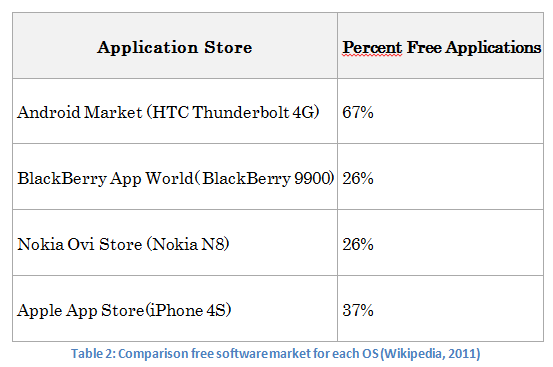 Application Store Percent Free Applications
Android Market (HTC Thunderbolt 4G) 67%
BlackBerry App World(BlackBerry 9900) 26%
Nokia Ovi Store (Nokia N8) 26%
Apple App Store(iPhone 4S) 37%
Table 2: Comparison free software market for each OS (Wikipedia, 2011)